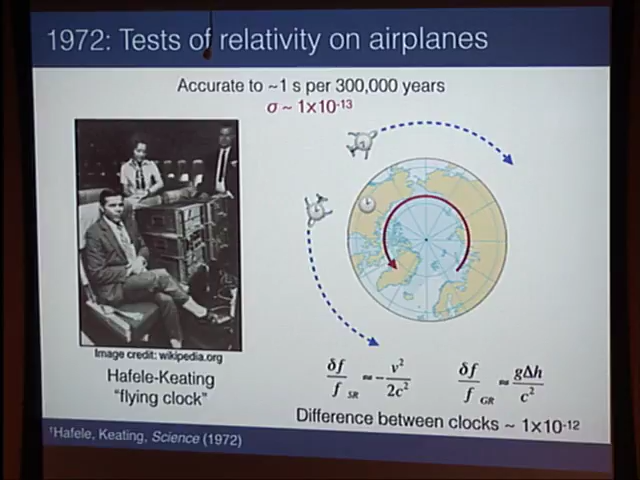 1972: Tests of relativity on airplanes
Accurate to ~1 s per 300,000 years
σ ~ 1×10⁻¹³
Image credit: wikipedia.org
Hafele-Keating
"flying clock"
δf/f SR ≈ - v²/2c²
δf/f GR ≈ gΔh/c²
Difference between clocks ~ 1×10⁻¹²
†Hafele, Keating, Science (1972)